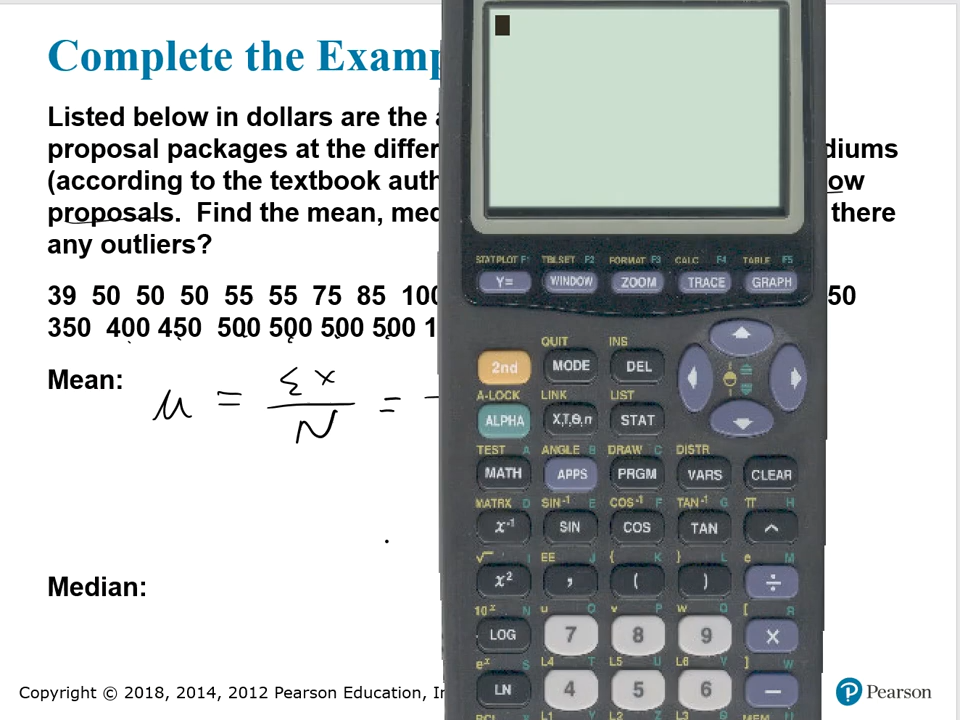 Complete the Examp
Listed below in dollars are the
proposal packages at the differ diums
(according to the textbook auth ow
proposals. Find the mean, med there
any outliers?
39 50 50 50 55 55 75 85 100 50
350 400 450 500 500 500 500 1
Mean: μ = Σx / N =
Median:
Copyright © 2018, 2014, 2012 Pearson Education, In
Pearson
STAT PLOT F1 TBLSET F2 FORMAT F3 CALC F4 TABLE F5
Y= WINDOW ZOOM TRACE GRAPH
QUIT INS
2nd MODE DEL
A-LOCK LINK LIST
ALPHA X,T,θ,n STAT
TEST A ANGLE B DRAW C DISTR
MATH APPS PRGM VARS CLEAR
MATRX D SIN⁻¹ E COS⁻¹ F TAN⁻¹ G π H
x⁻¹ SIN COS TAN ^
√ I EE J { K } L e M
x² , ( ) ÷
10ˣ N u O v P w Q [ R
LOG 7 8 9 ×
eˣ S L4 T L5 U L6 V ] W
LN 4 5 6 −
RCL X L1 Y L2 Z L3 θ MEM